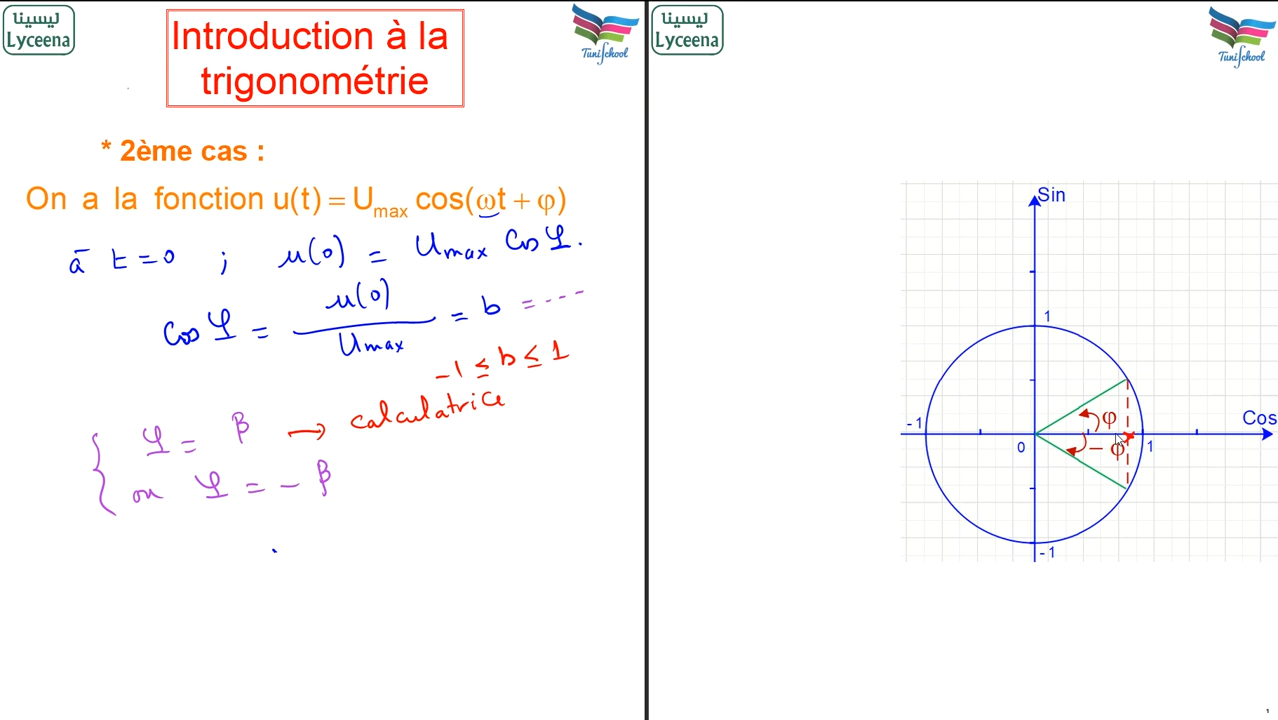 ليسينا
Lyceena
Introduction à la
trigonométrie
TuniSchool
* 2ème cas :
On a la fonction u(t) = Umax cos(ωt + φ)
à t = 0 ; u(0) = Umax Cos φ.
Cos φ = u(0) / Umax = b = ---
-1 ≤ b ≤ 1
φ = β → calculatrice
ou φ = - β
ليسينا
Lyceena
TuniSchool
Sin
1
φ
Cos
-1
0
- φ
1
-1
1